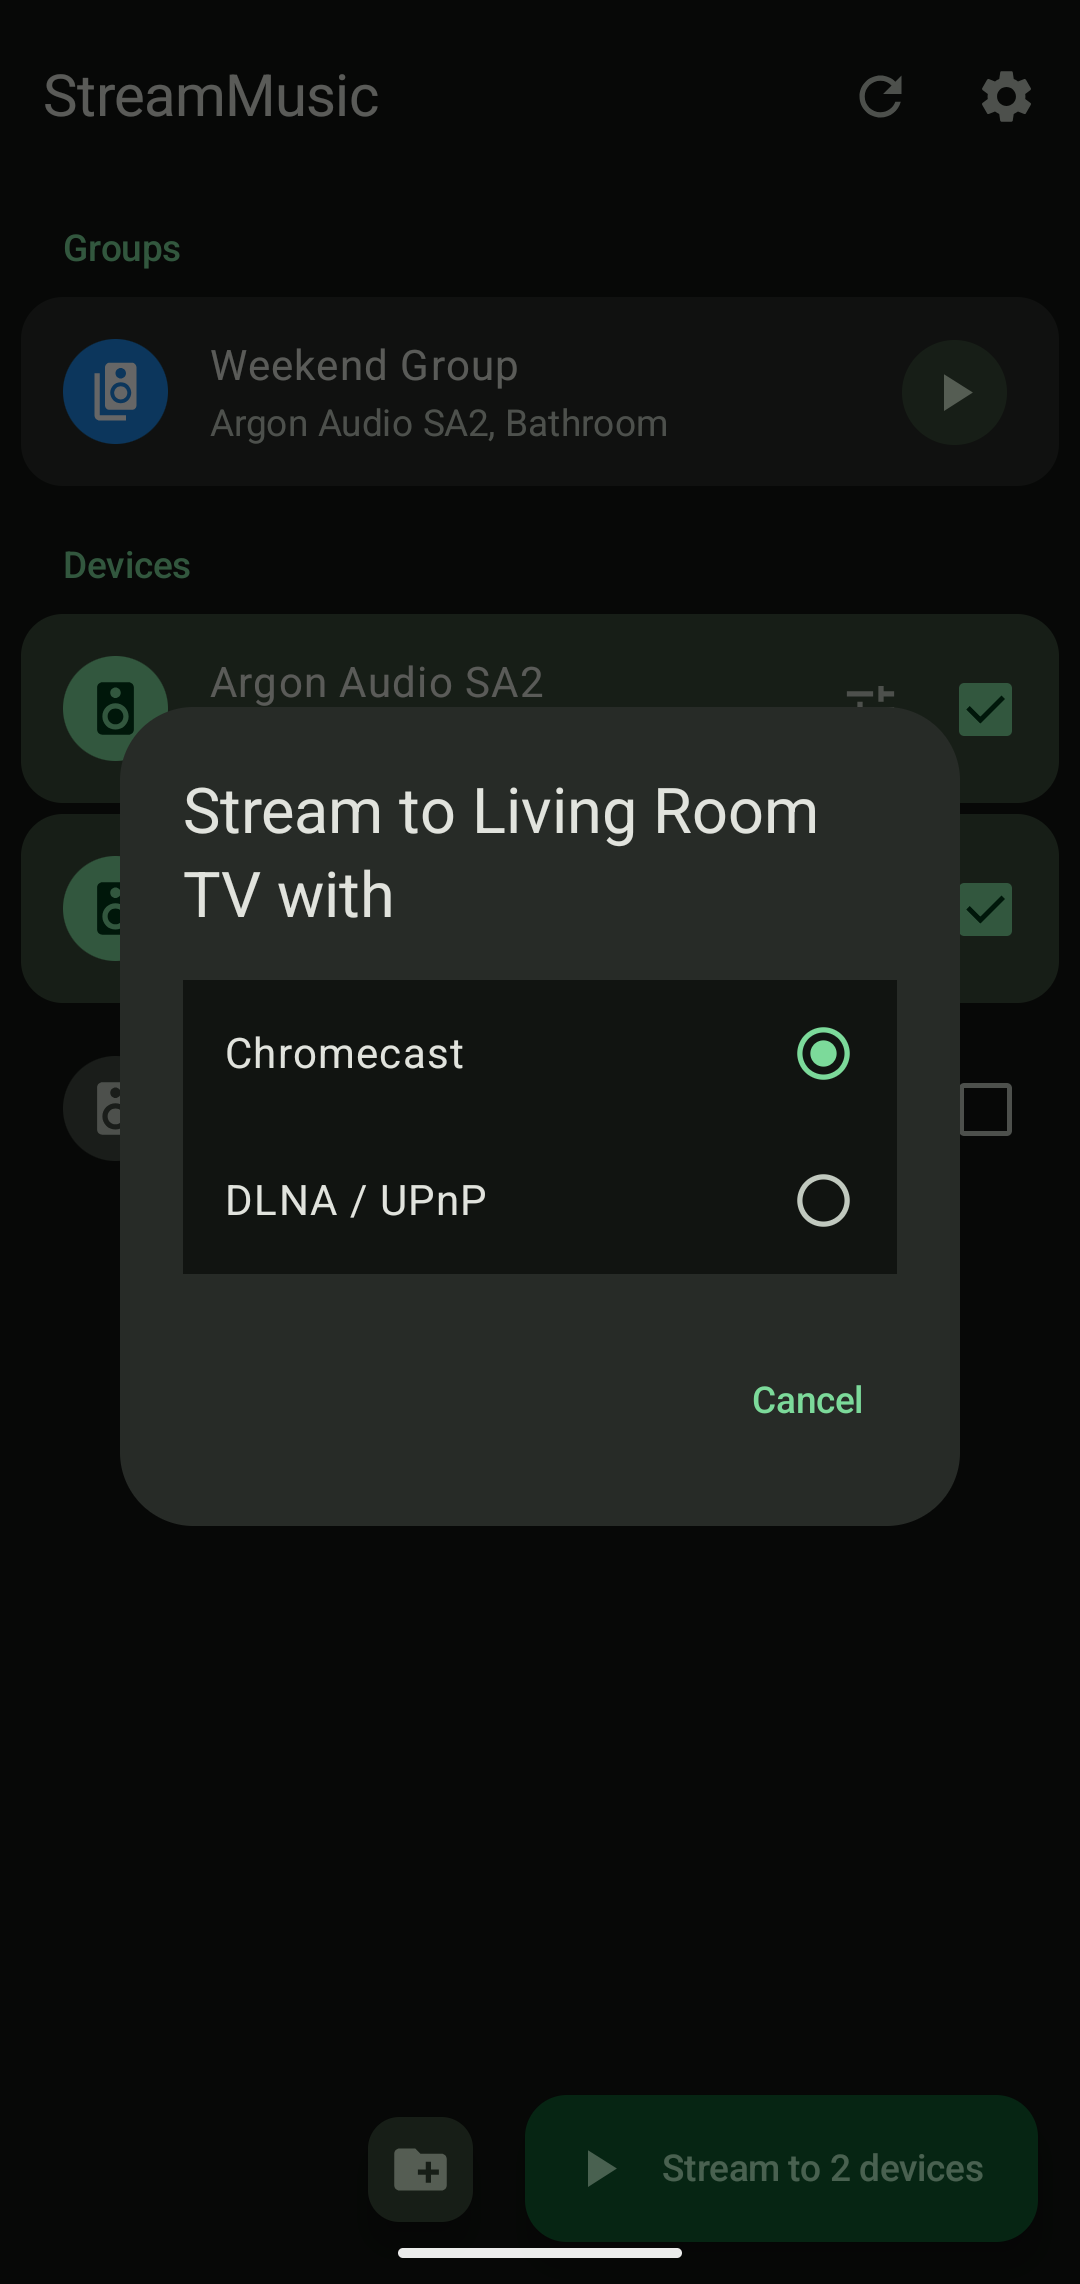 StreamMusic
Groups
Weekend Group
Argon Audio SA2, Bathroom
Devices
Argon Audio SA2
Stream to Living Room
TV with
Chromecast
DLNA / UPnP
Cancel
Stream to 2 devices